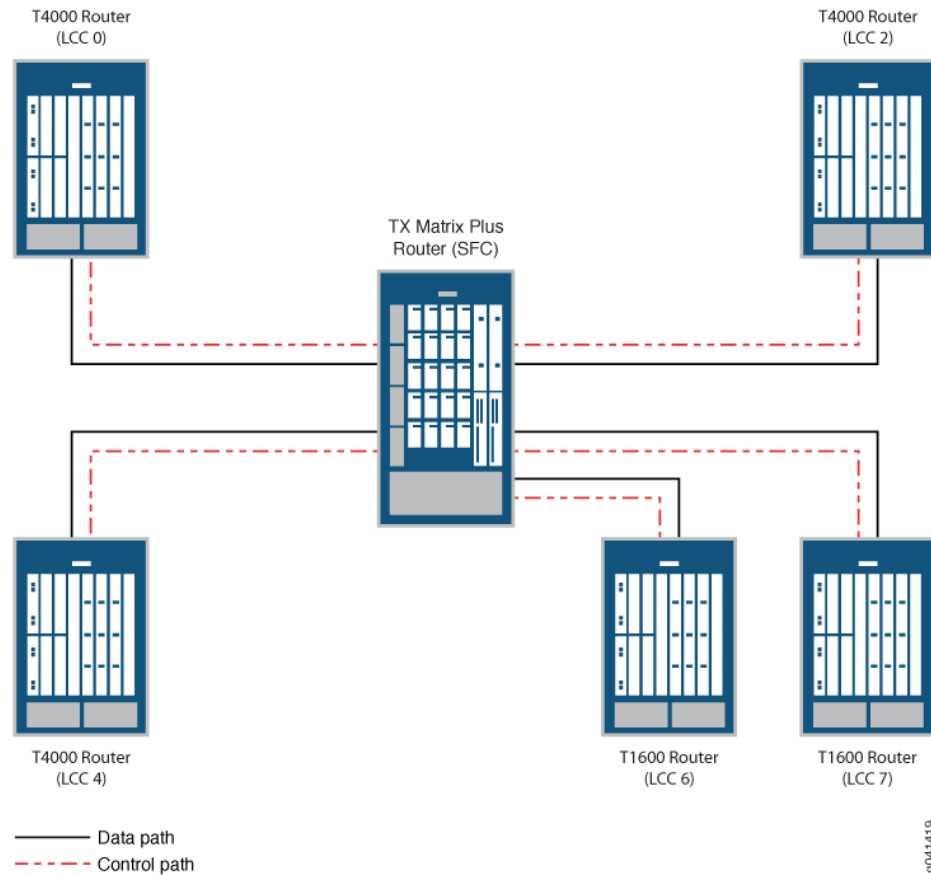 T4000 Router
(LCC 0)
T4000 Router
(LCC 2)
TX Matrix Plus
Router (SFC)
T4000 Router
(LCC 4)
T1600 Router
(LCC 6)
T1600 Router
(LCC 7)
Data path
Control path
g041419